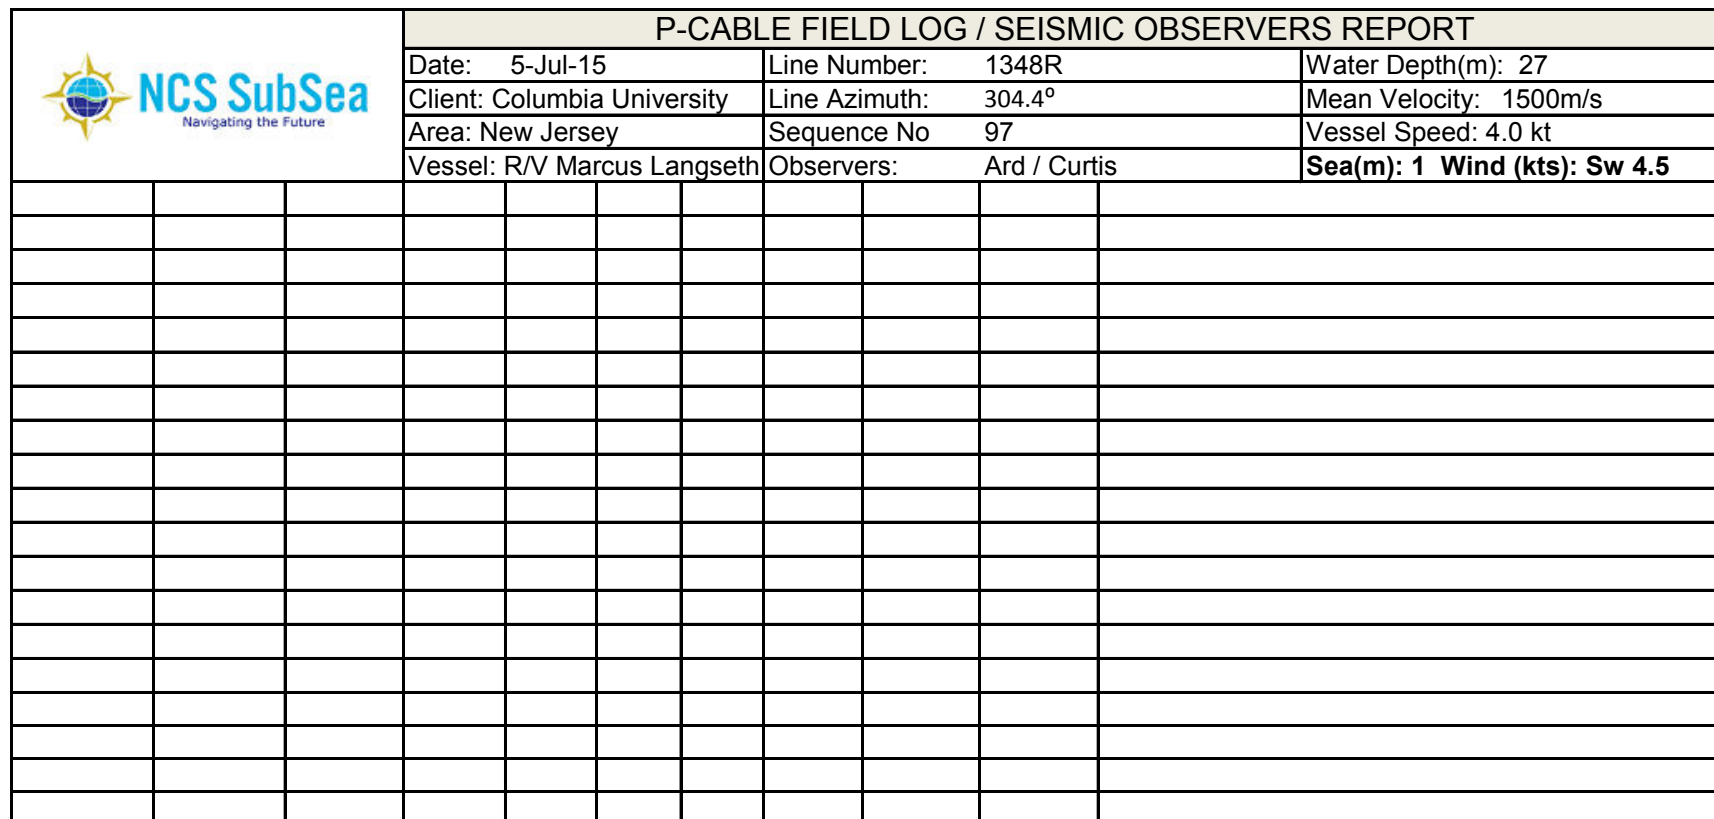 P-CABLE FIELD LOG / SEISMIC OBSERVERS REPORT
NCS SubSea
Navigating the Future
Date: 5-Jul-15 Line Number: 1348R Water Depth(m): 27
Client: Columbia University Line Azimuth: 304.4º Mean Velocity: 1500m/s
Area: New Jersey Sequence No 97 Vessel Speed: 4.0 kt
Vessel: R/V Marcus Langseth Observers: Ard / Curtis Sea(m): 1 Wind (kts): Sw 4.5